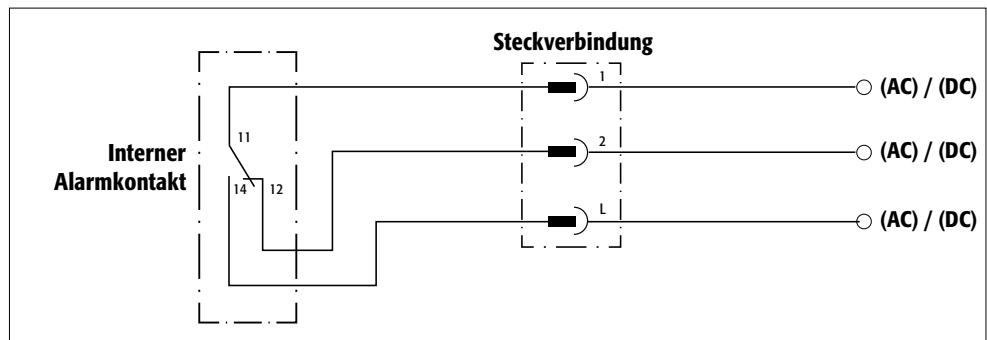 Steckverbindung
1
(AC) / (DC)
11
2
(AC) / (DC)
Interner
Alarmkontakt
14
12
L
(AC) / (DC)